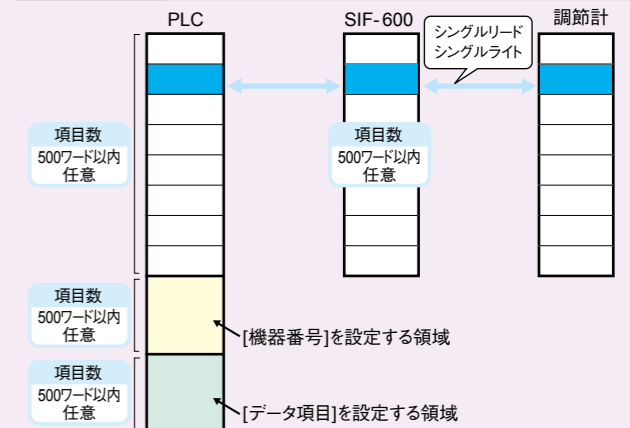 PLC
SIF-600
調節計
シングルリード
シングルライト
項目数
500ワード以内
任意
項目数
500ワード以内
任意
項目数
500ワード以内
任意
[機器番号]を設定する領域
項目数
500ワード以内
任意
[データ項目]を設定する領域